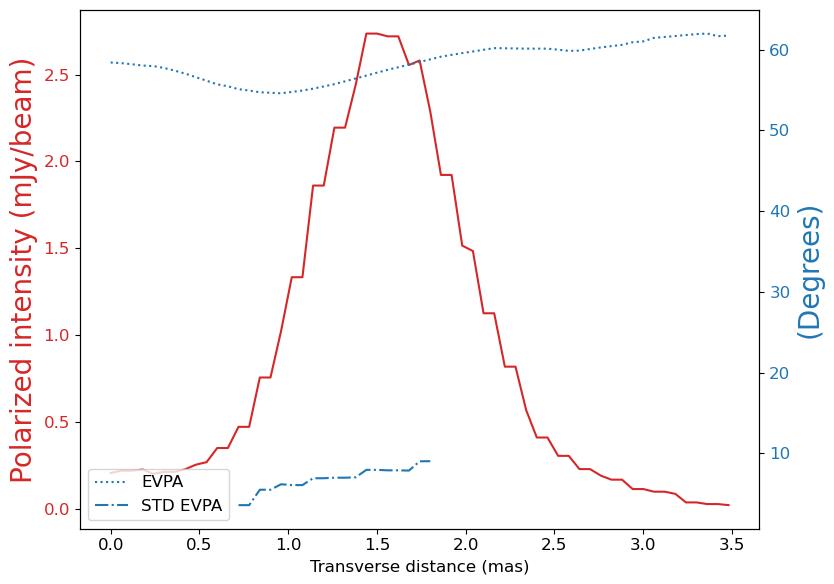 Polarized intensity (mJy/beam)
2.5
2.0
1.5
1.0
0.5
0.0
60
50
40
30
20
10
(Degrees)
EVPA
STD EVPA
0.0 0.5 1.0 1.5 2.0 2.5 3.0 3.5
Transverse distance (mas)